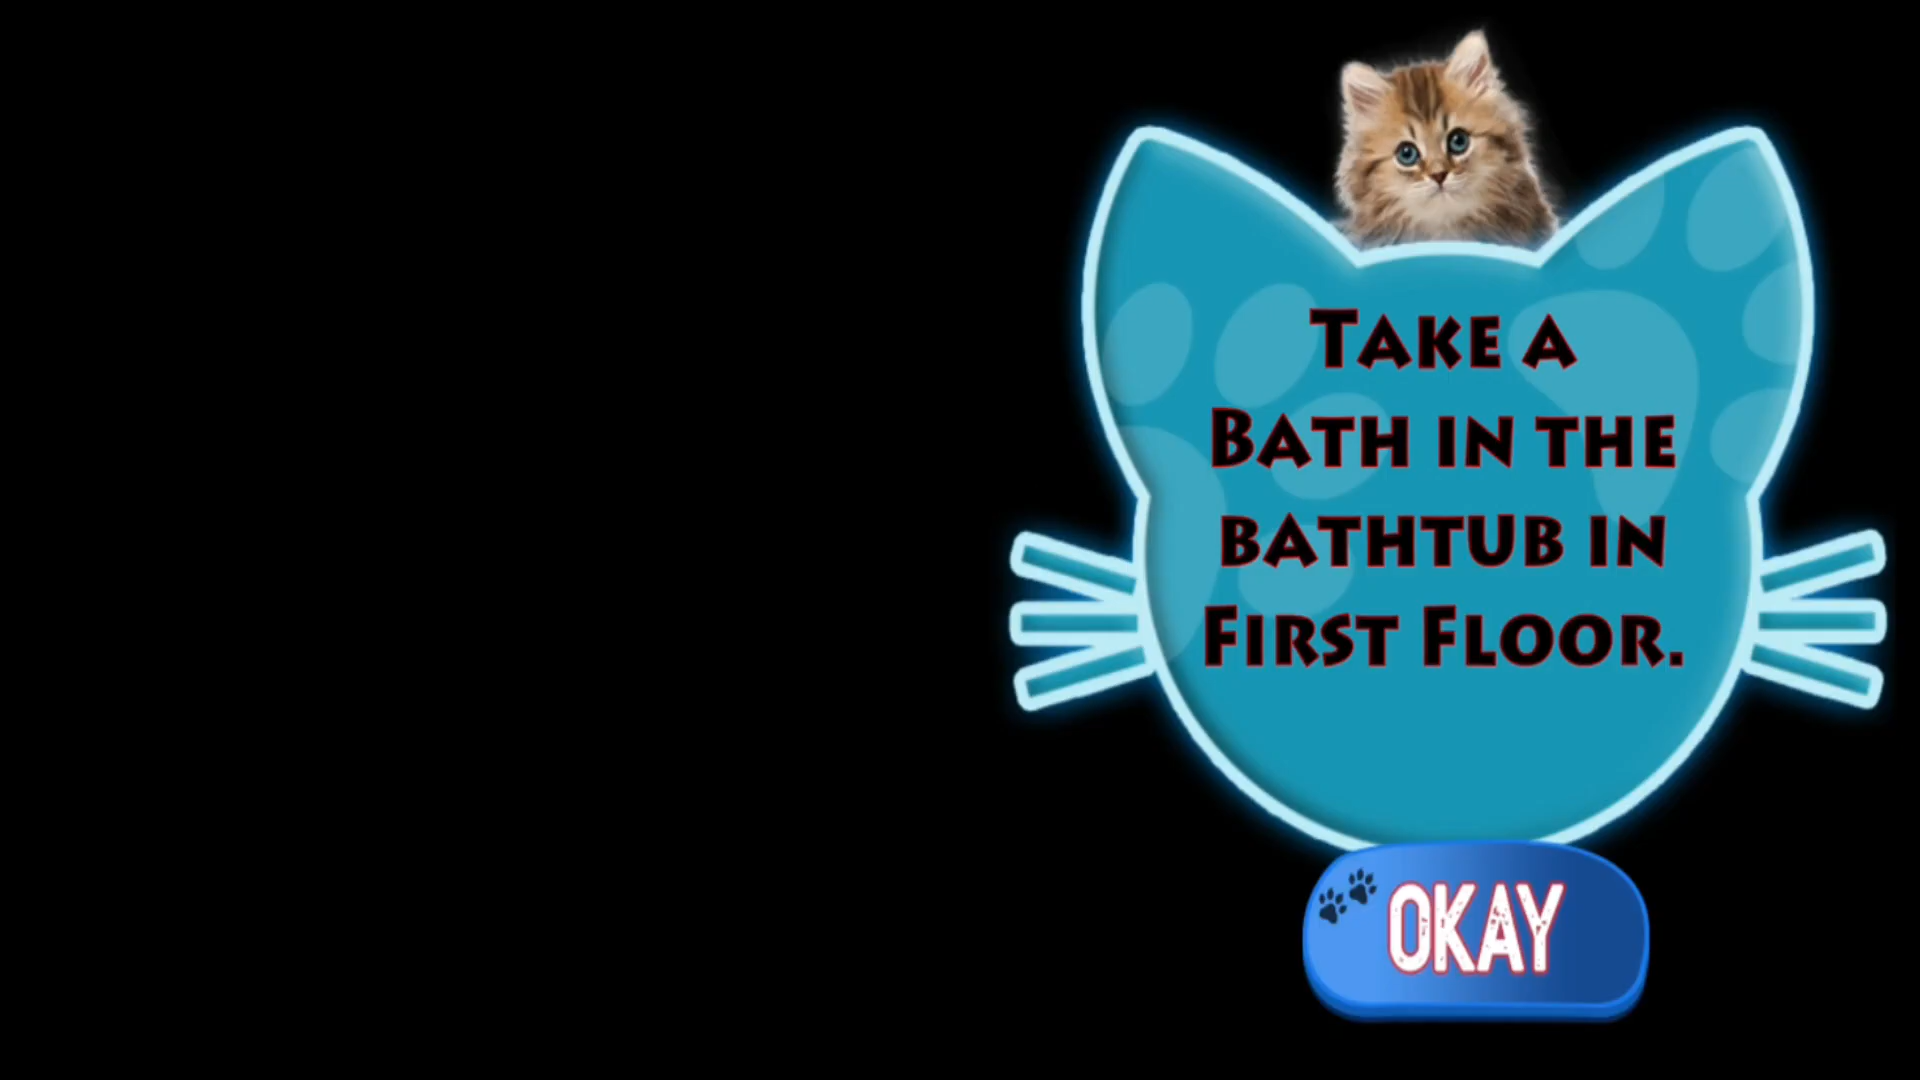 Take a
Bath in the
bathtub in
First Floor.
OKAY